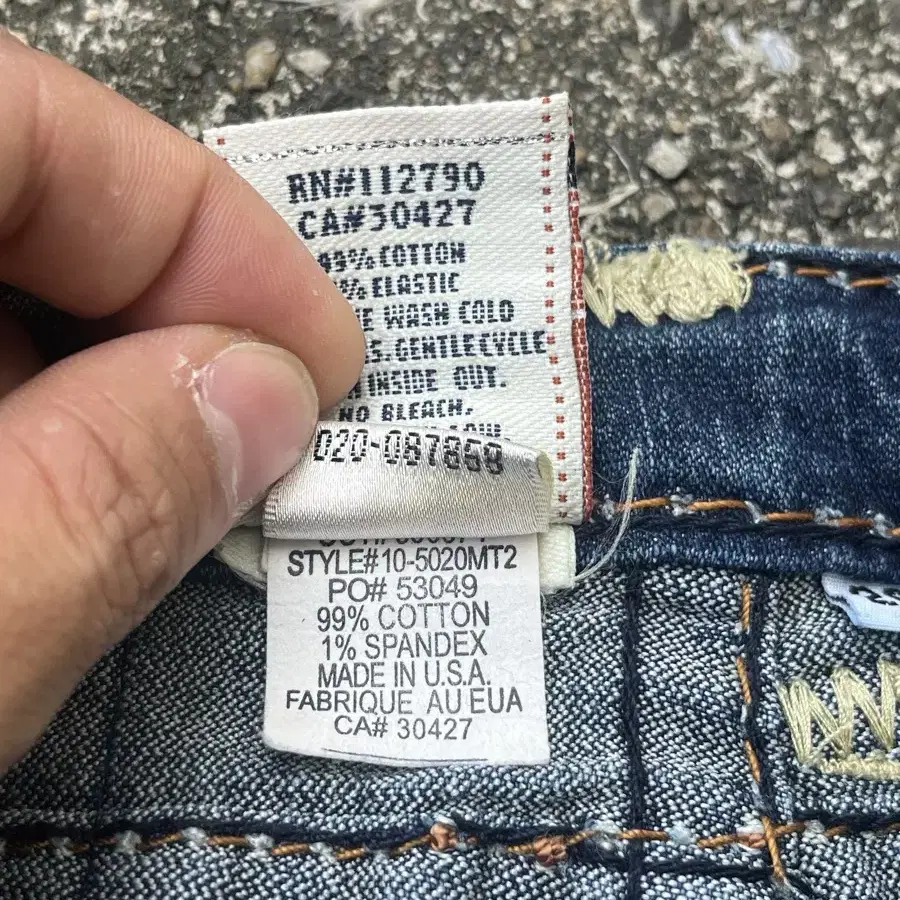 RN#112790
CA#30427
99% COTTON
% ELASTIC
WASH COLD
GENTLE CYCLE
INSIDE OUT.
NO BLEACH.
020-087868
STYLE#10-5020MT2
PO# 53049
99% COTTON
1% SPANDEX
MADE IN U.S.A.
FABRIQUE AU EUA
CA# 30427